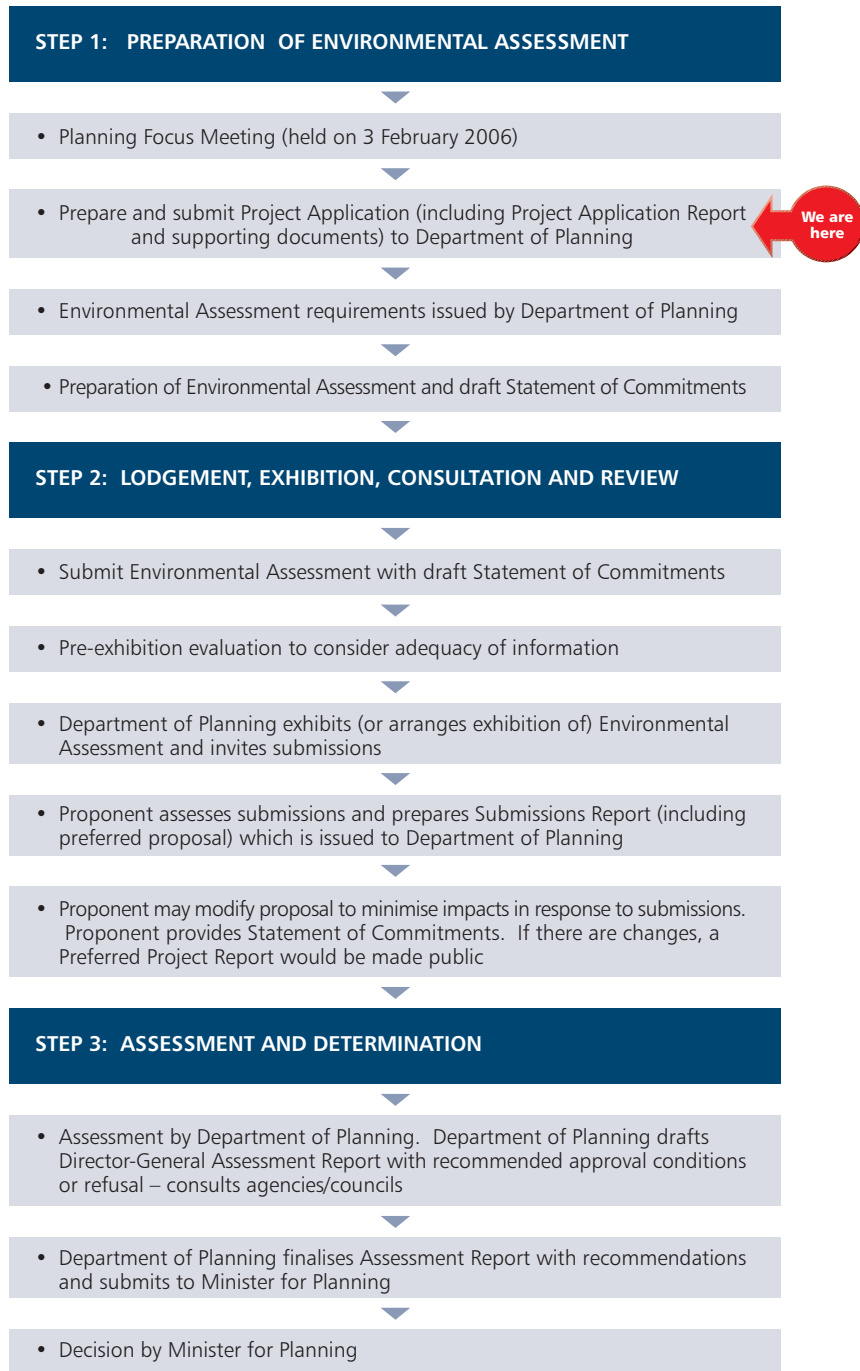 STEP 1: PREPARATION OF ENVIRONMENTAL ASSESSMENT
• Planning Focus Meeting (held on 3 February 2006)
• Prepare and submit Project Application (including Project Application Report
and supporting documents) to Department of Planning
We are
here
• Environmental Assessment requirements issued by Department of Planning
• Preparation of Environmental Assessment and draft Statement of Commitments
STEP 2: LODGEMENT, EXHIBITION, CONSULTATION AND REVIEW
• Submit Environmental Assessment with draft Statement of Commitments
• Pre-exhibition evaluation to consider adequacy of information
• Department of Planning exhibits (or arranges exhibition of) Environmental
Assessment and invites submissions
• Proponent assesses submissions and prepares Submissions Report (including
preferred proposal) which is issued to Department of Planning
• Proponent may modify proposal to minimise impacts in response to submissions.
Proponent provides Statement of Commitments. If there are changes, a
Preferred Project Report would be made public
STEP 3: ASSESSMENT AND DETERMINATION
• Assessment by Department of Planning. Department of Planning drafts
Director-General Assessment Report with recommended approval conditions
or refusal – consults agencies/councils
• Department of Planning finalises Assessment Report with recommendations
and submits to Minister for Planning
• Decision by Minister for Planning